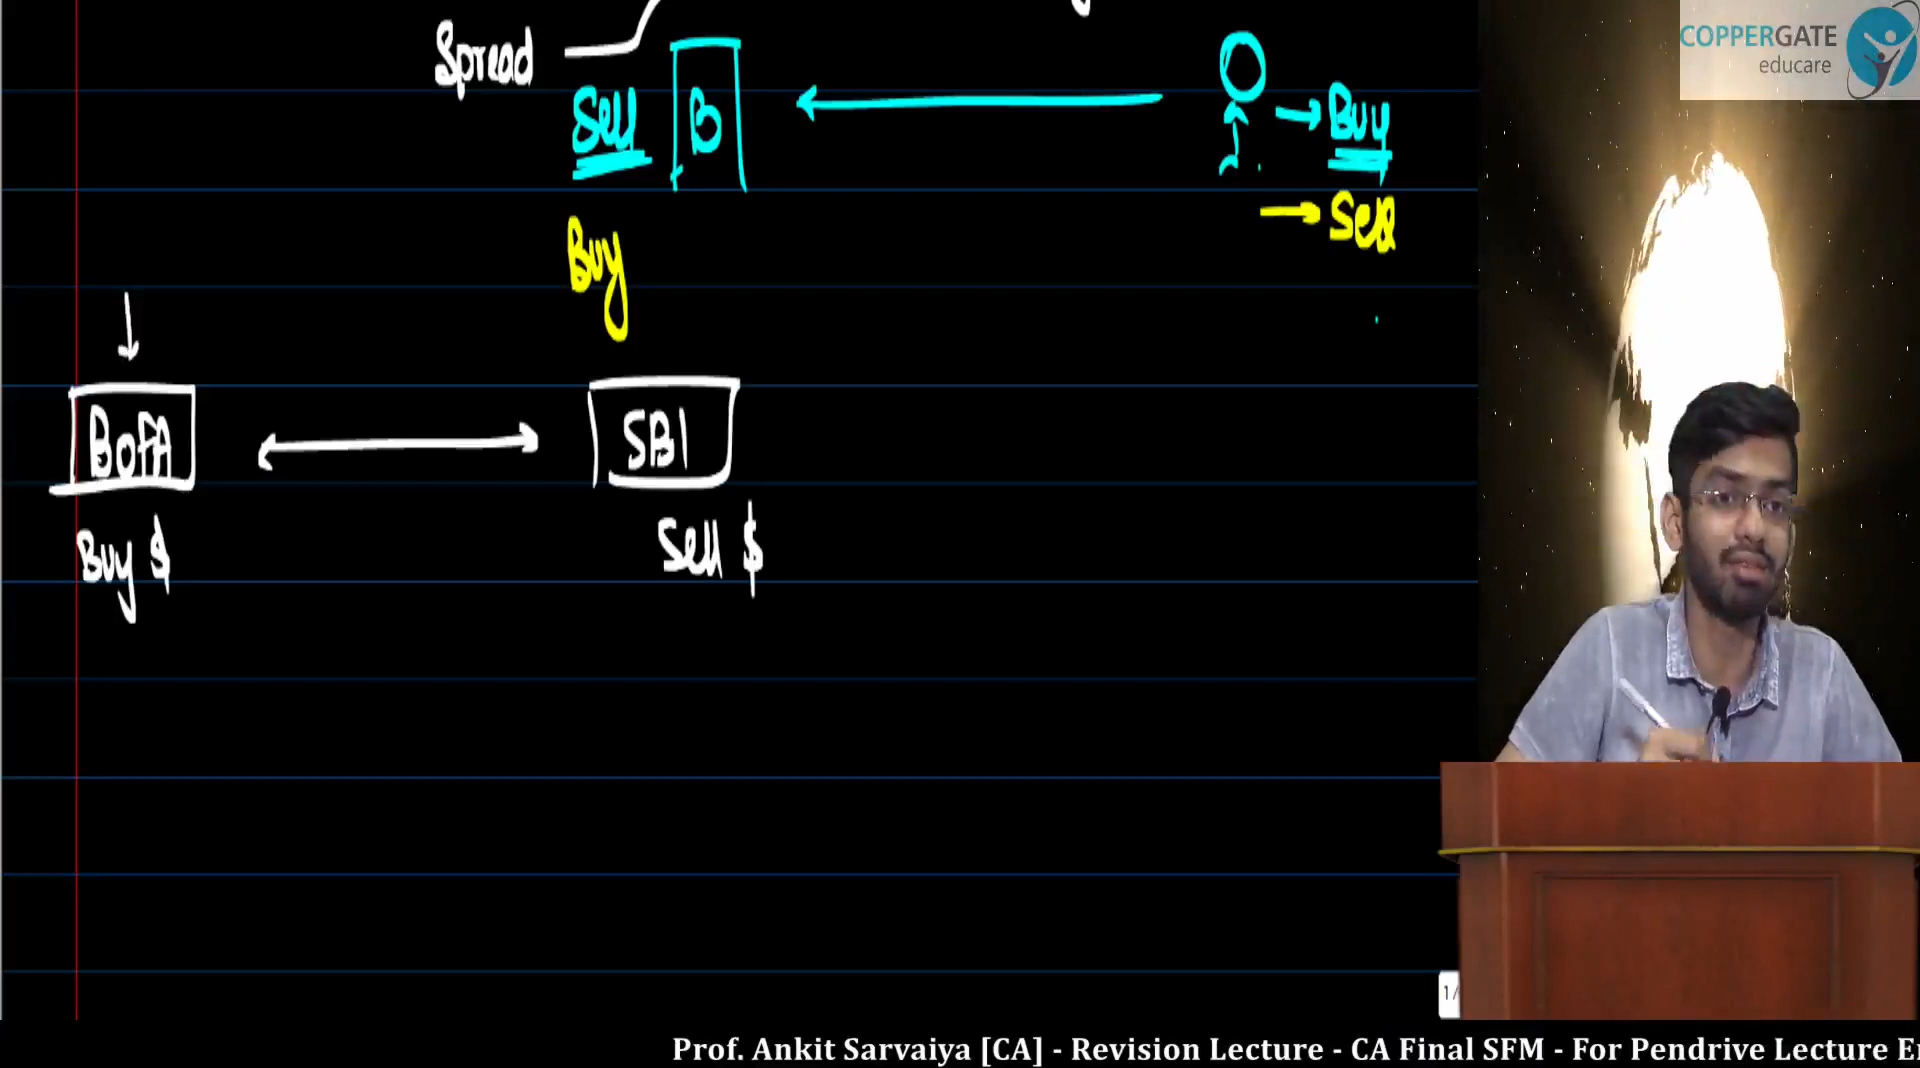 COPPERGATE
educare
Spread
Sell B
→ Buy
→ Sell
Buy
BOFA
SBI
Buy $
Sell $
1/
Prof. Ankit Sarvaiya [CA] - Revision Lecture - CA Final SFM - For Pendrive Lecture